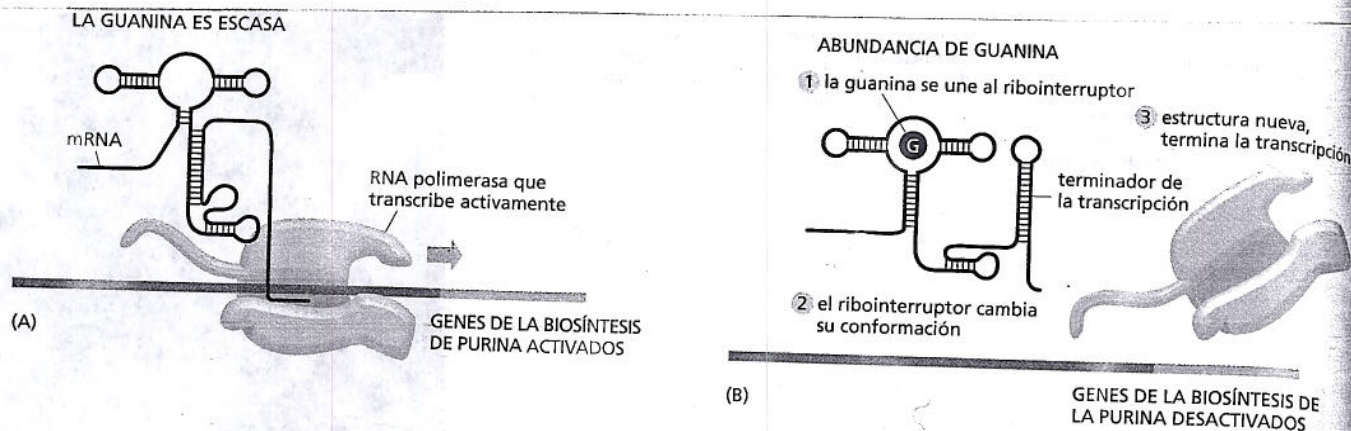 LA GUANINA ES ESCASA
mRNA
RNA polimerasa que
transcribe activamente
(A)
GENES DE LA BIOSÍNTESIS
DE PURINA ACTIVADOS
ABUNDANCIA DE GUANINA
1 la guanina se une al ribointerruptor
G
3 estructura nueva,
termina la transcripción
terminador de
la transcripción
2 el ribointerruptor cambia
su conformación
(B)
GENES DE LA BIOSÍNTESIS DE
LA PURINA DESACTIVADOS